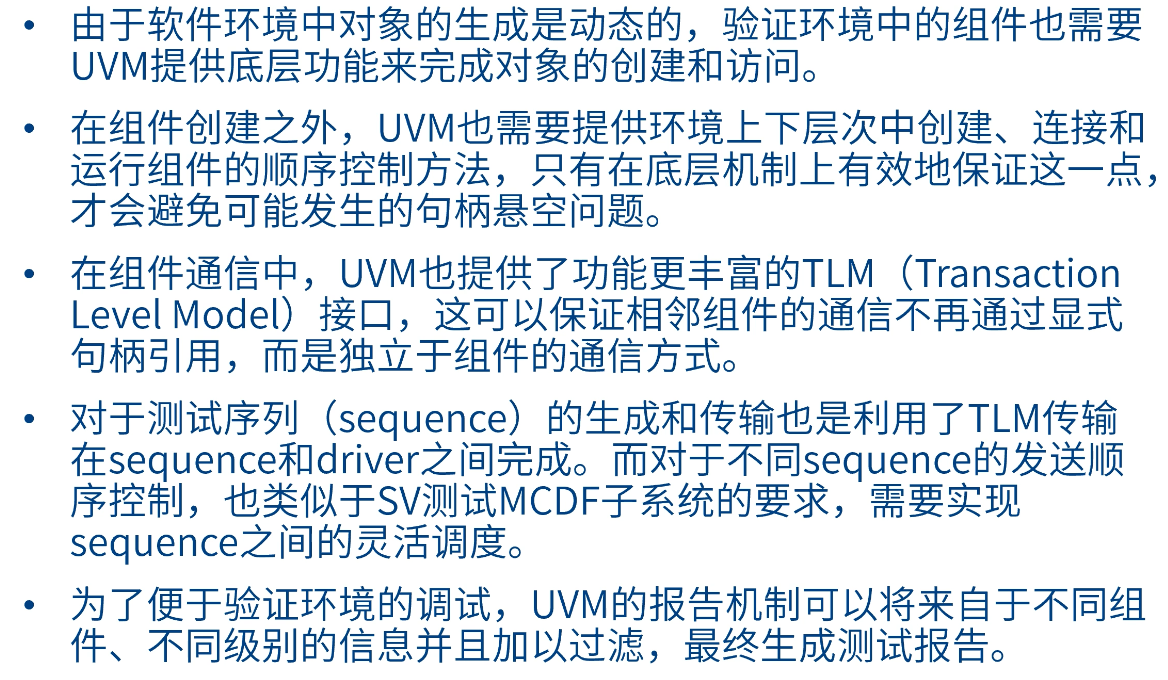 • 由于软件环境中对象的生成是动态的，验证环境中的组件也需要
UVM提供底层功能来完成对象的创建和访问。
• 在组件创建之外，UVM也需要提供环境上下层次中创建、连接和
运行组件的顺序控制方法，只有在底层机制上有效地保证这一点，
才会避免可能发生的句柄悬空问题。
• 在组件通信中，UVM也提供了功能更丰富的TLM（Transaction
Level Model）接口，这可以保证相邻组件的通信不再通过显式
句柄引用，而是独立于组件的通信方式。
• 对于测试序列（sequence）的生成和传输也是利用了TLM传输
在sequence和driver之间完成。而对于不同sequence的发送顺
序控制，也类似于SV测试MCDF子系统的要求，需要实现
sequence之间的灵活调度。
• 为了便于验证环境的调试，UVM的报告机制可以将来自于不同组
件、不同级别的信息并且加以过滤，最终生成测试报告。